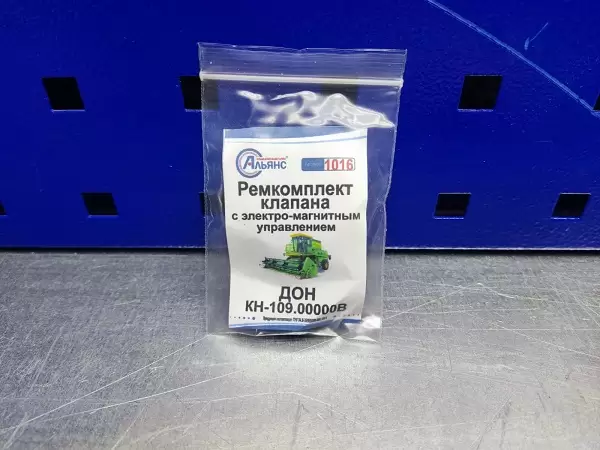 Альянс 1016
Ремкомплект
клапана
с электро-магнитным
управлением
ДОН
КН-109.00000В